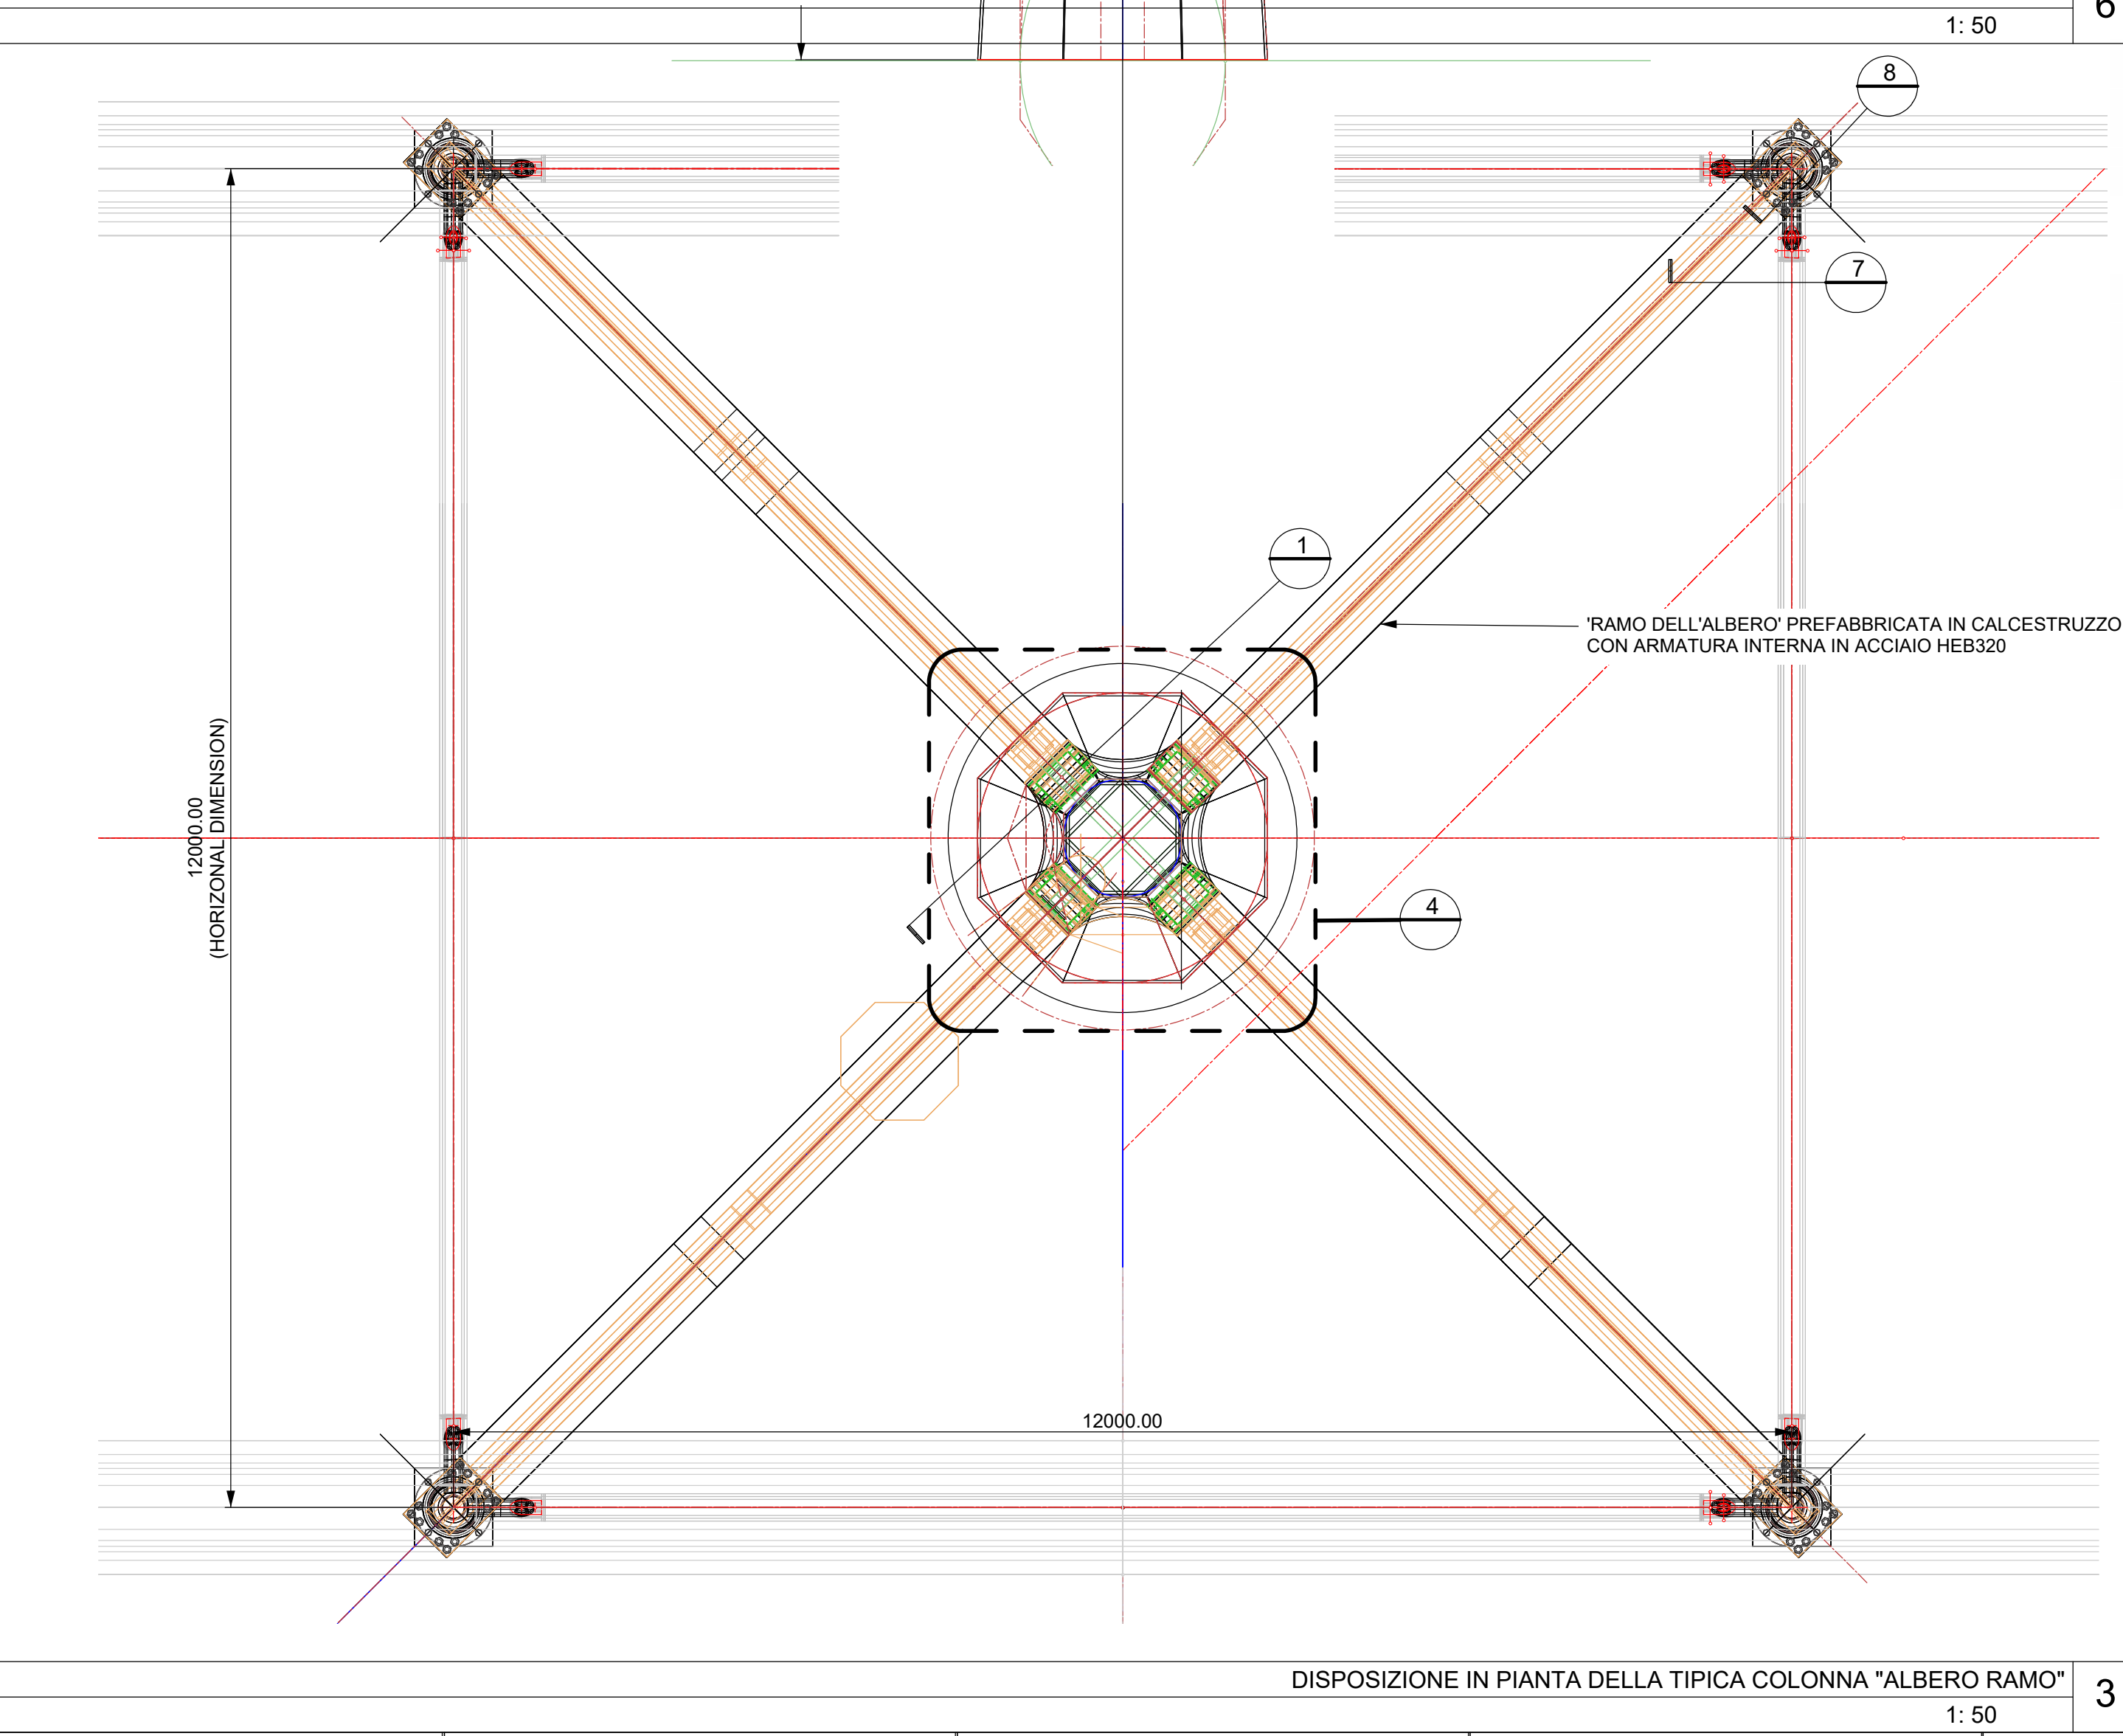 1: 50
6
8
7
1
'RAMO DELL'ALBERO' PREFABBRICATA IN CALCESTRUZZO
CON ARMATURA INTERNA IN ACCIAIO HEB320
12000.00
(HORIZONAL DIMENSION)
4
12000.00
DISPOSIZIONE IN PIANTA DELLA TIPICA COLONNA "ALBERO RAMO"
3
1: 50